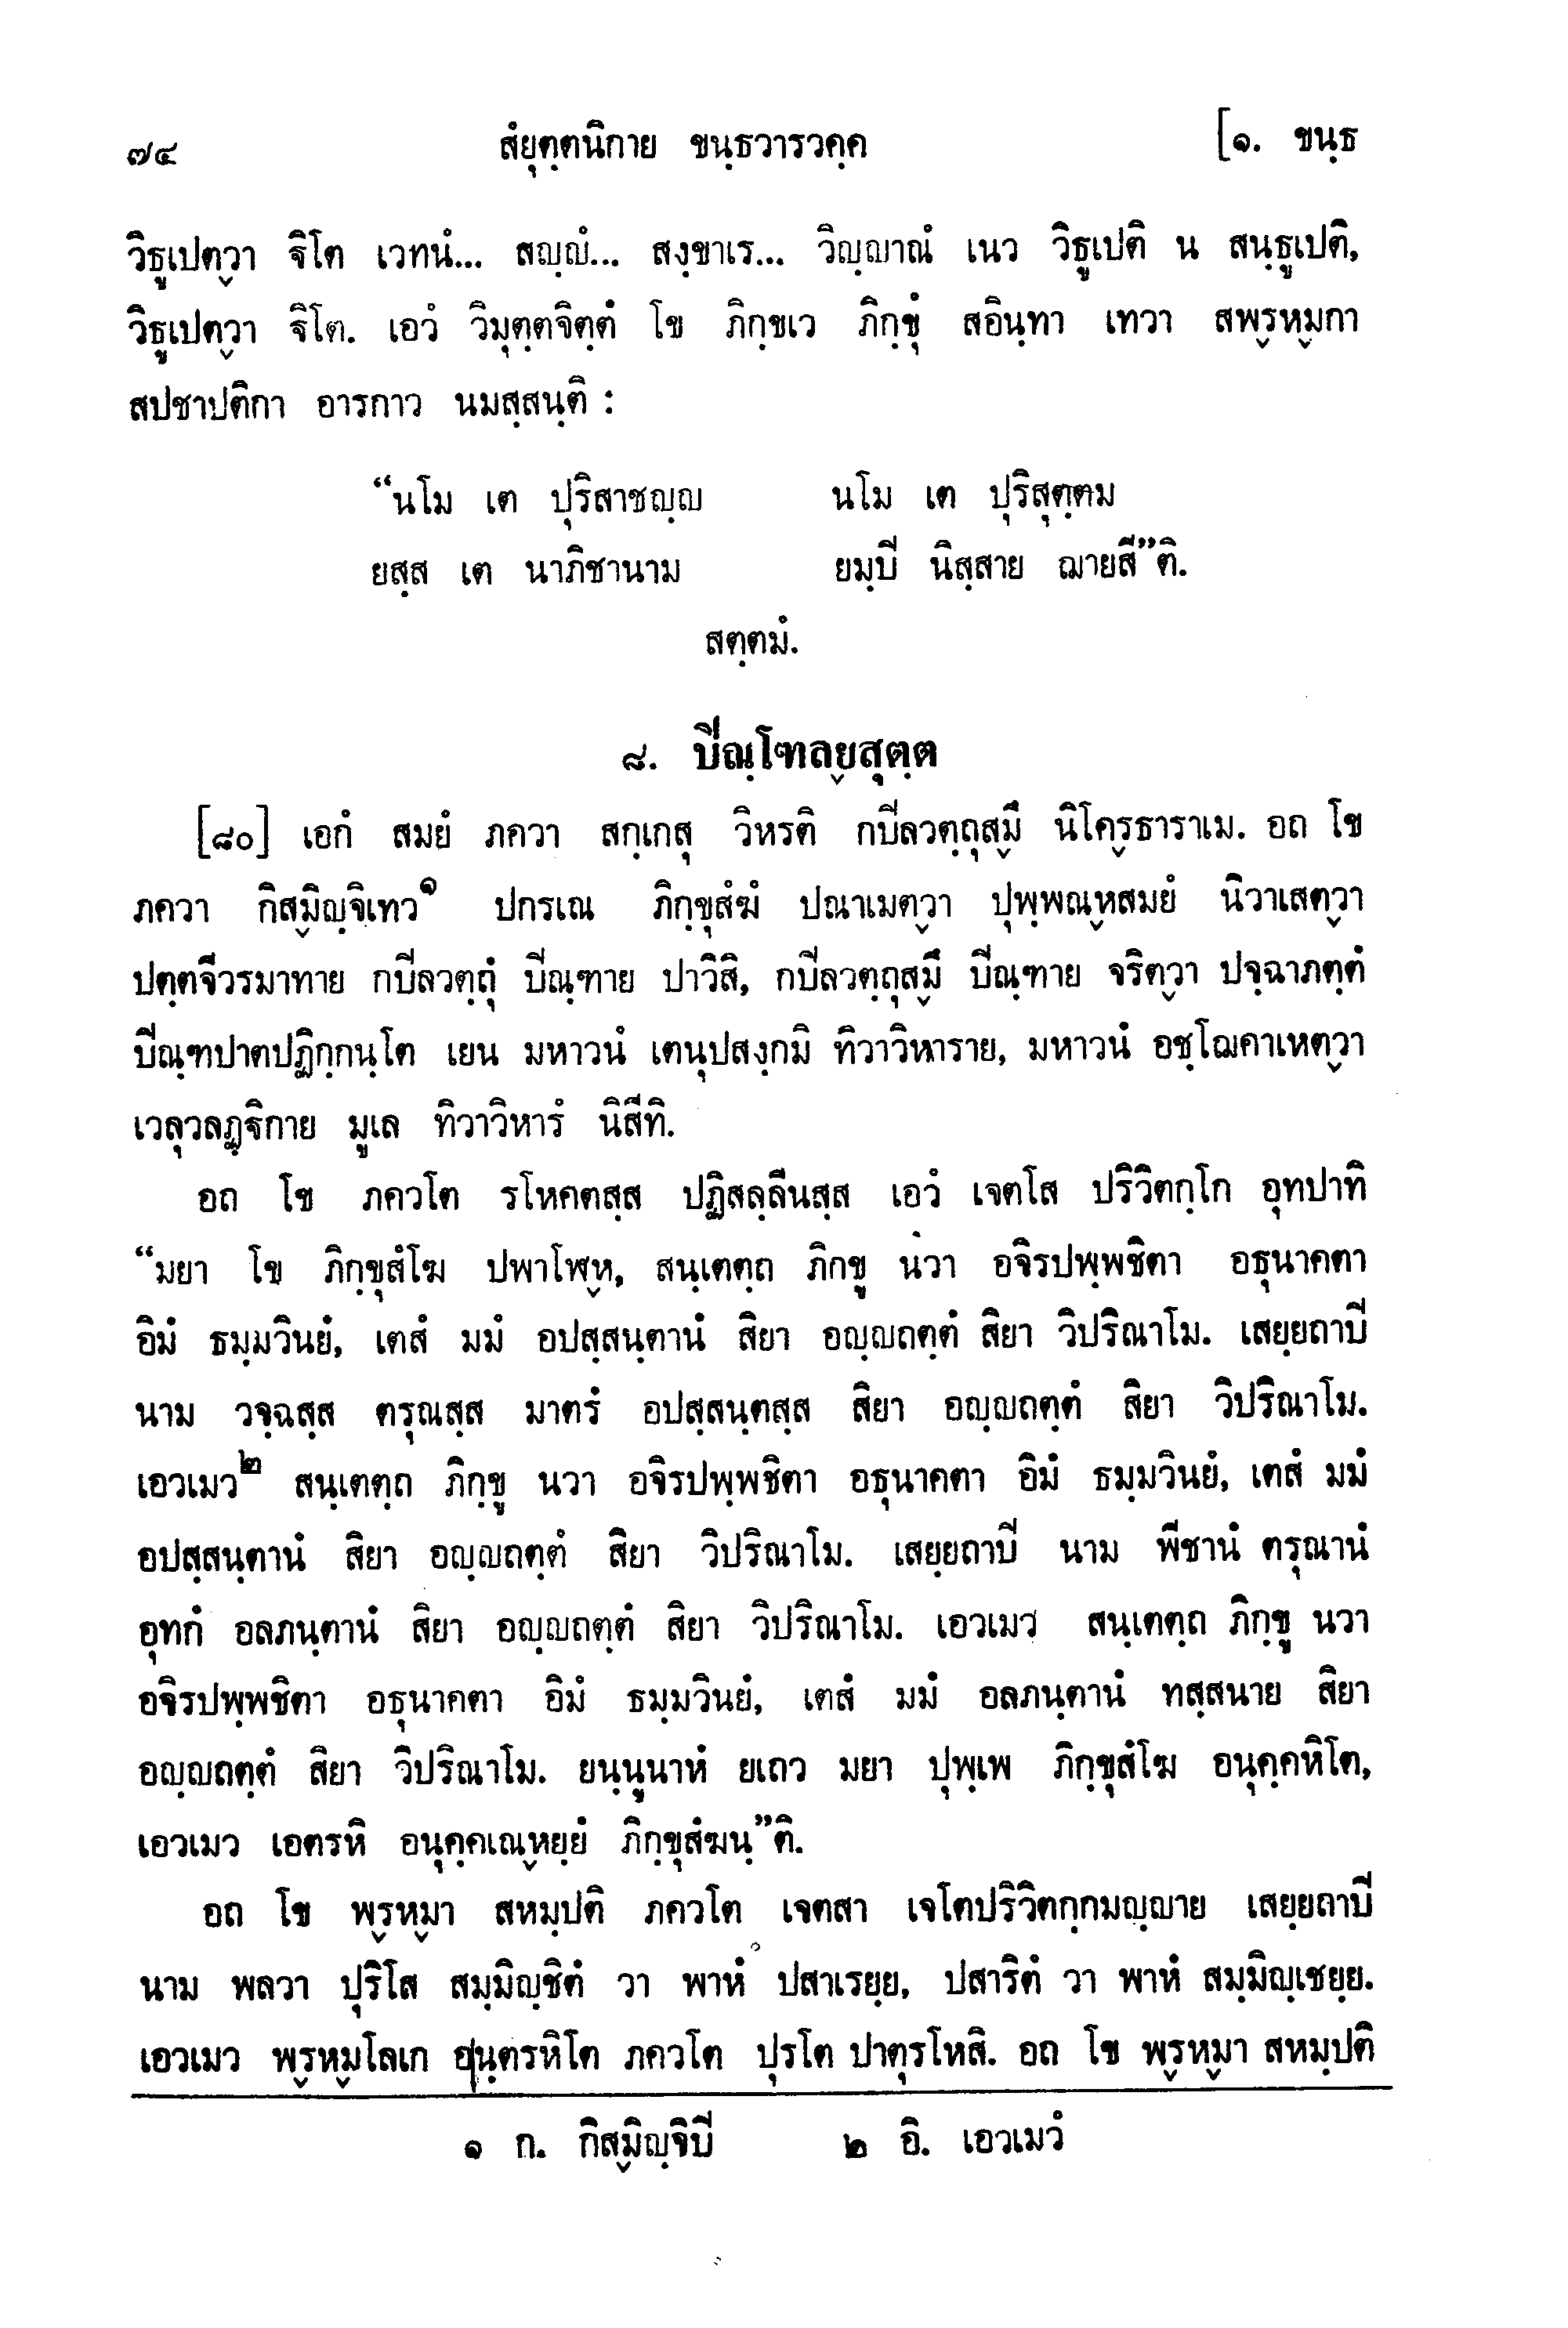 ๗๔ สํยุตฺตนิกาย ขนฺธวารวคฺค [๑. ขนฺธ
วิธูเปตฺวา ฐิโต เวทนํ... สญฺญํ... สงฺขาเร... วิญฺญาณํ เนว วิธูเปติ น สนฺธูเปติ,
วิธูเปตฺวา ฐิโต. เอวํ วิมุตฺตจิตฺตํ โข ภิกฺขเว ภิกฺขุํ สอินฺทา เทวา สพฺรหฺมกา
สปชาปติกา อารกาว นมสฺสนฺติ :
“นโม เต ปุริสาชญฺญ นโม เต ปุริสุตฺตม
ยสฺส เต นาภิชานาม ยมฺปิ นิสฺสาย ฌายสี”ติ.
สตฺตมํ.
๘. ปิณฺโฑลฺยสุตฺต
[๘๐] เอกํ สมยํ ภควา สกฺเกสุ วิหรติ กปิลวตฺถุสฺมึ นิโคฺรธาราเม. อถ โข
ภควา กิสฺมิญฺจิเทว๑ ปกรเณ ภิกฺขุสํฆํ ปณาเมตฺวา ปุพฺพณฺหสมยํ นิวาเสตฺวา
ปตฺตจีวรมาทาย กปิลวตฺถุํ ปิณฺฑาย ปาวิสิ, กปิลวตฺถุสฺมึ ปิณฺฑาย จริตฺวา ปจฺฉาภตฺตํ
ปิณฺฑปาตปฏิกฺกนฺโต เยน มหาวนํ เตนุปสงฺกมิ ทิวาวิหาราย, มหาวนํ อชฺโฌคาเหตฺวา
เวลุวลฏฺฐิกาย มูเล ทิวาวิหารํ นิสีทิ.
อถ โข ภควโต รโหคตสฺส ปฏิสลฺลีนสฺส เอวํ เจตโส ปริวิตกฺโก อุทปาทิ
“มยา โข ภิกฺขุสํโฆ ปพาโฬฺห, สนฺเตตฺถ ภิกขู นวา อจิรปพฺพชิตา อธุนาคตา
อิมํ ธมฺมวินยํ, เตสํ มมํ อปสฺสนฺตานํ สิยา อญฺญถตฺตํ สิยา วิปริณาโม. เสยฺยถาปิ
นาม วจฺฉสฺส ตรุณสฺส มาตรํ อปสฺสนฺตสฺส สิยา อญฺญถตฺตํ สิยา วิปริณาโม.
เอวเมว๒ สนฺเตตฺถ ภิกฺขู นวา อจิรปพฺพชิตา อธุนาคตา อิมํ ธมฺมวินยํ, เตสํ มมํ
อปสฺสนฺตานํ สิยา อญฺญถตฺตํ สิยา วิปริณาโม. เสยฺยถาปิ นาม พีชานํ ตรุณานํ
อุทกํ อลภนฺตานํ สิยา อญฺญถตฺตํ สิยา วิปริณาโม. เอวเมว สนฺเตตฺถ ภิกฺขู นวา
อจิรปพฺพชิตา อธุนาคตา อิมํ ธมฺมวินยํ, เตสํ มมํ อลภนฺตานํ ทสฺสนาย สิยา
อญฺญถตฺตํ สิยา วิปริณาโม. ยนฺนูนาหํ ยเถว มยา ปุพฺเพ ภิกฺขุสํโฆ อนุคฺคหิโต,
เอวเมว เอตรหิ อนุคฺคเณฺหยฺยํ ภิกฺขุสํฆนฺ”ติ.
อถ โข พฺรหฺมา สหมฺปติ ภควโต เจตสา เจโตปริวิตกฺกมญฺญาย เสยฺยถาปิ
นาม พลวา ปุริโส สมฺมิญฺชิตํ วา พาหํ ปสาเรยฺย, ปสาริตํ วา พาหํ สมฺมิญฺเชยฺย.
เอวเมว พฺรหฺมโลเก อนฺตรหิโต ภควโต ปุรโต ปาตุรโหสิ. อถ โข พฺรหฺมา สหมฺปติ
๑ ก. กิสฺมิญฺจิปิ ๒ อิ. เอวเมวํ